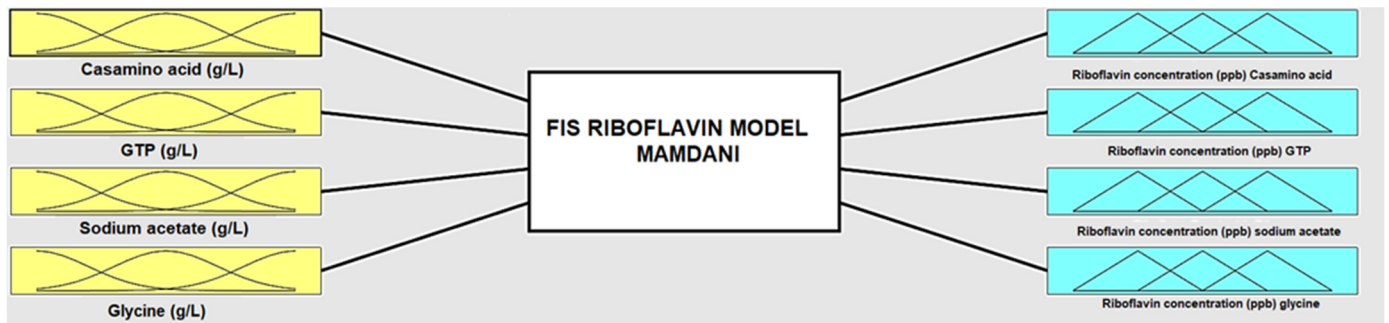 Casamino acid (g/L)
GTP (g/L)
Sodium acetate (g/L)
Glycine (g/L)
FIS RIBOFLAVIN MODEL
MAMDANI
Riboflavin concentration (ppb) Casamino acid
Riboflavin concentration (ppb) GTP
Riboflavin concentration (ppb) sodium acetate
Riboflavin concentration (ppb) glycine